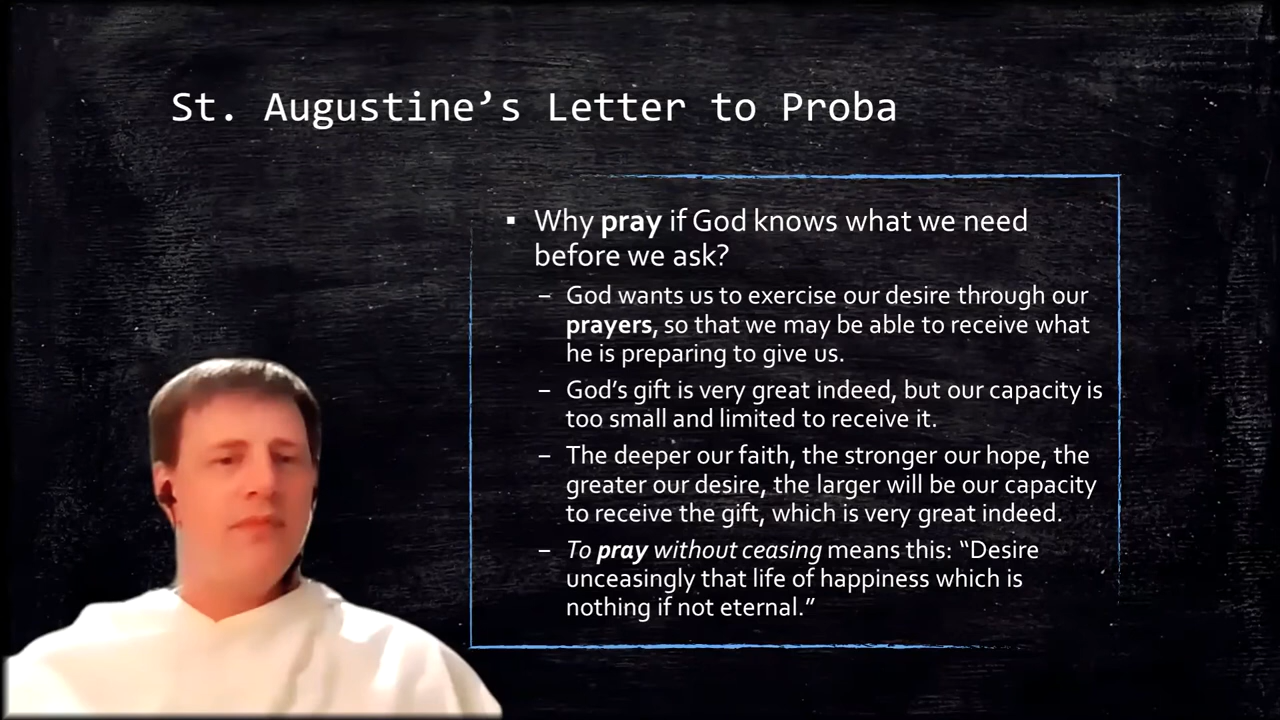 St. Augustine’s Letter to Proba
▪ Why pray if God knows what we need
before we ask?
– God wants us to exercise our desire through our
prayers, so that we may be able to receive what
he is preparing to give us.
– God’s gift is very great indeed, but our capacity is
too small and limited to receive it.
– The deeper our faith, the stronger our hope, the
greater our desire, the larger will be our capacity
to receive the gift, which is very great indeed.
– To pray without ceasing means this: “Desire
unceasingly that life of happiness which is
nothing if not eternal.”